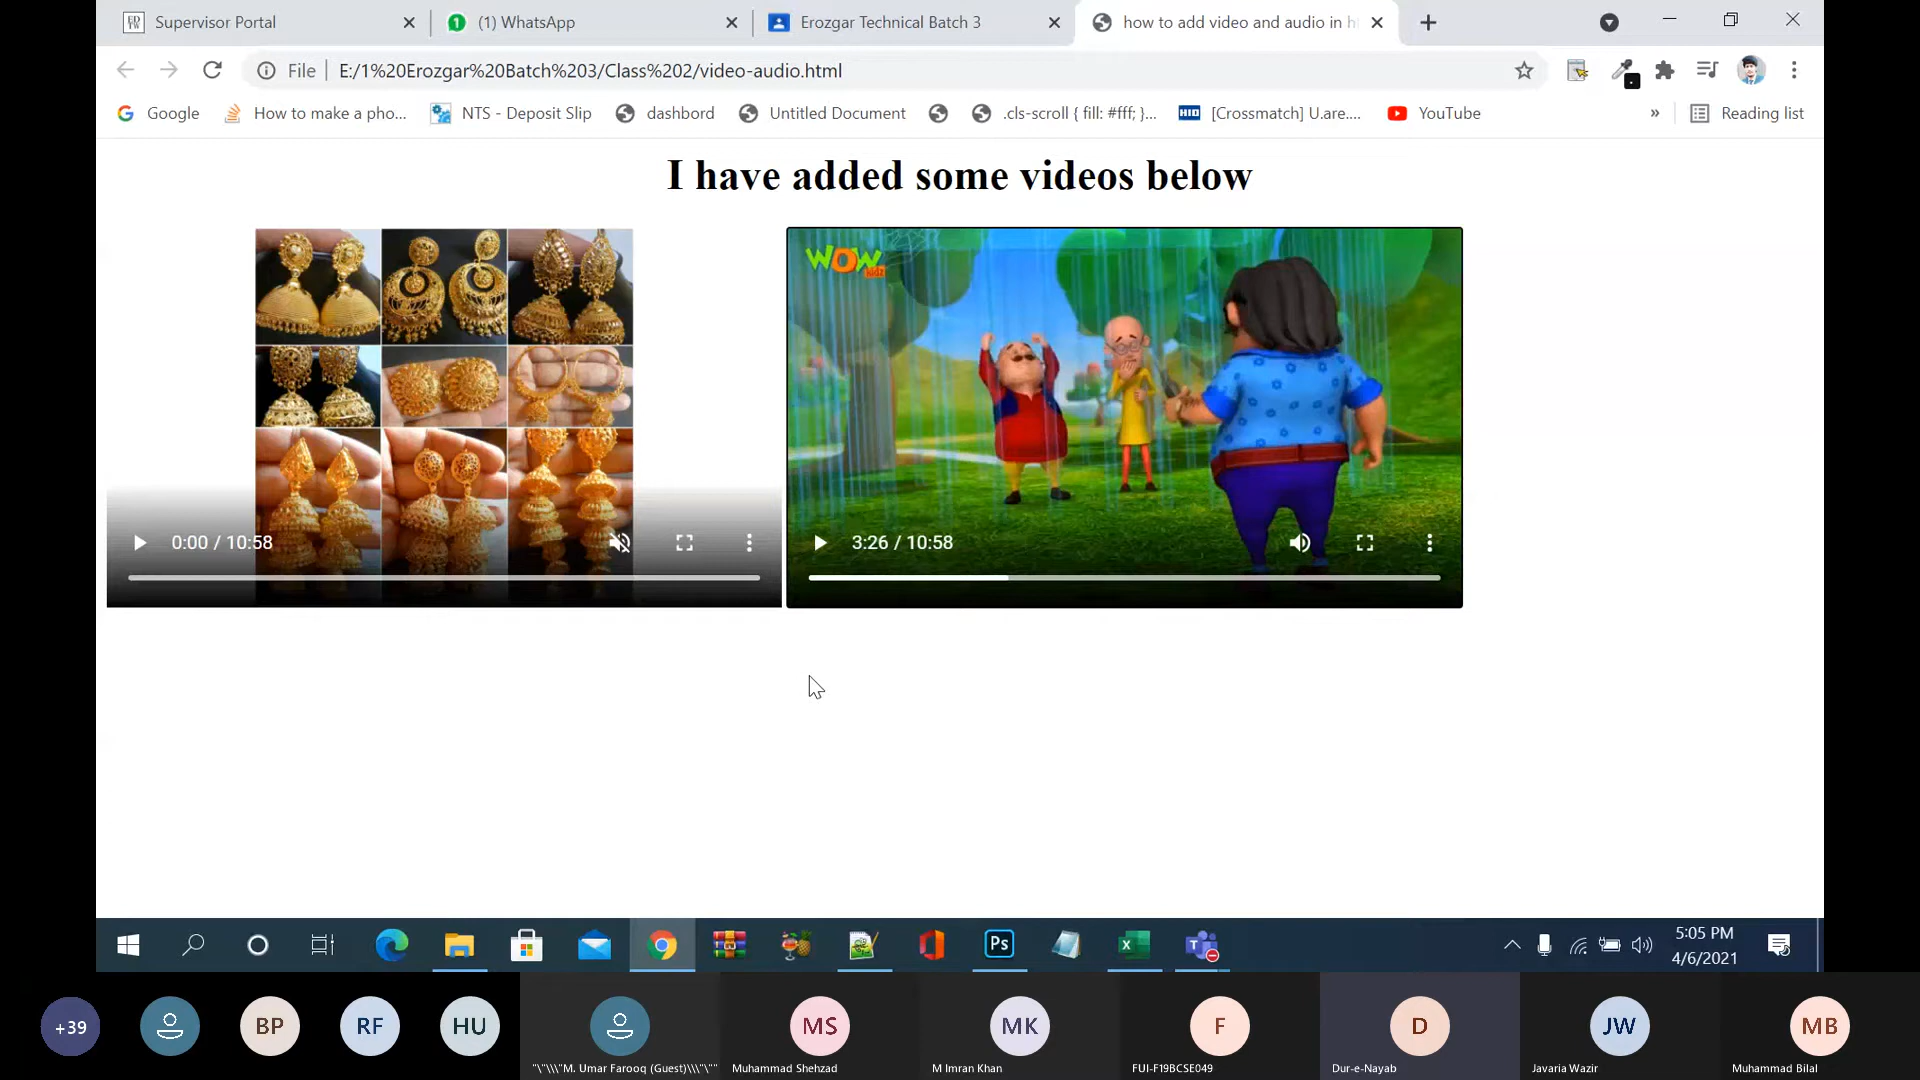 Supervisor Portal
(1) WhatsApp
Erozgar Technical Batch 3
how to add video and audio in h
File
E:/1%20Erozgar%20Batch%203/Class%202/video-audio.html
Google
How to make a pho...
NTS - Deposit Slip
dashbord
Untitled Document
.cls-scroll { fill: #fff; }...
HID
[Crossmatch] U.are....
YouTube
»
Reading list
I have added some videos below
WOW
kidz
0:00 / 10:58
3:26 / 10:58
Ps
5:05 PM
4/6/2021
+39
BP
RF
HU
MS
MK
F
D
JW
MB
"\"\\\"M. Umar Farooq (Guest)\\\"\""
Muhammad Shehzad
M Imran Khan
FUI-F19BCSE049
Dur-e-Nayab
Javaria Wazir
Muhammad Bilal